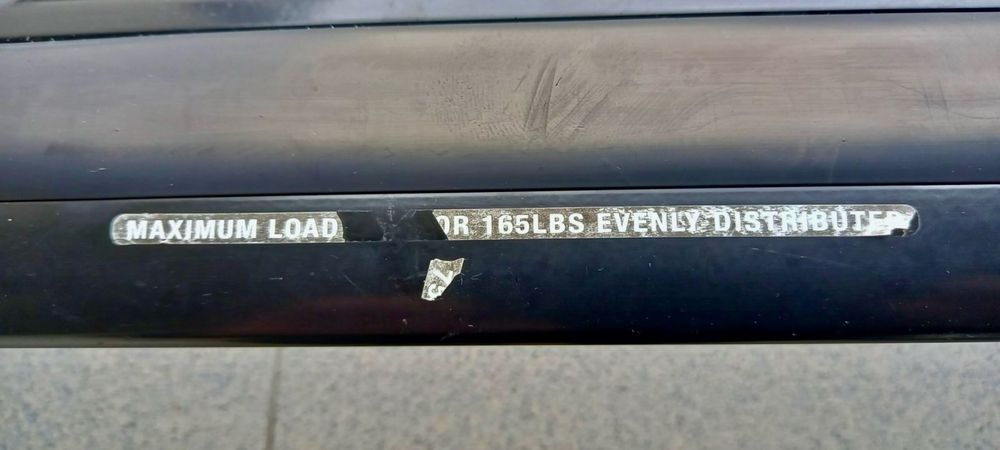 MAXIMUM LOAD OR 165LBS EVENLY DISTRIBUTED